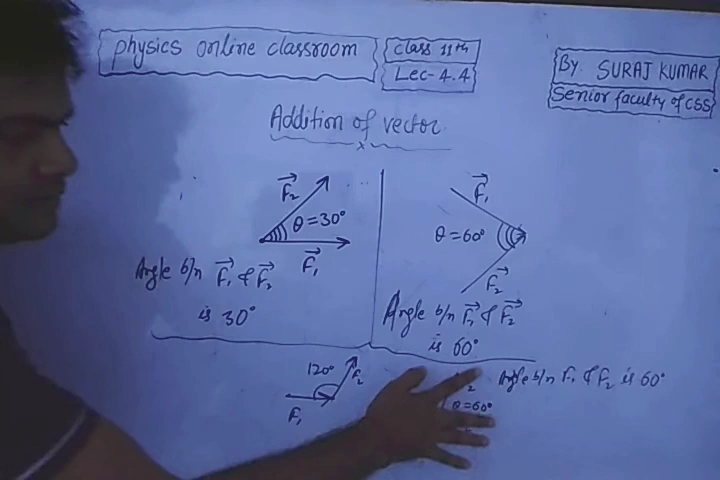 physics online classroom
Class 11th
Lec-4.4
By SURAJ KUMAR
Senior faculty of CSS
Addition of vector
x
F₂
θ=30°
F₁
Angle b/n F₁ & F₂
is 30°
F₁
θ=60°
F₂
Angle b/n F₁ & F₂
is 60°
120°
F₂
F₁
2
Angle b/n F₁ & F₂ is 60°
θ=60°